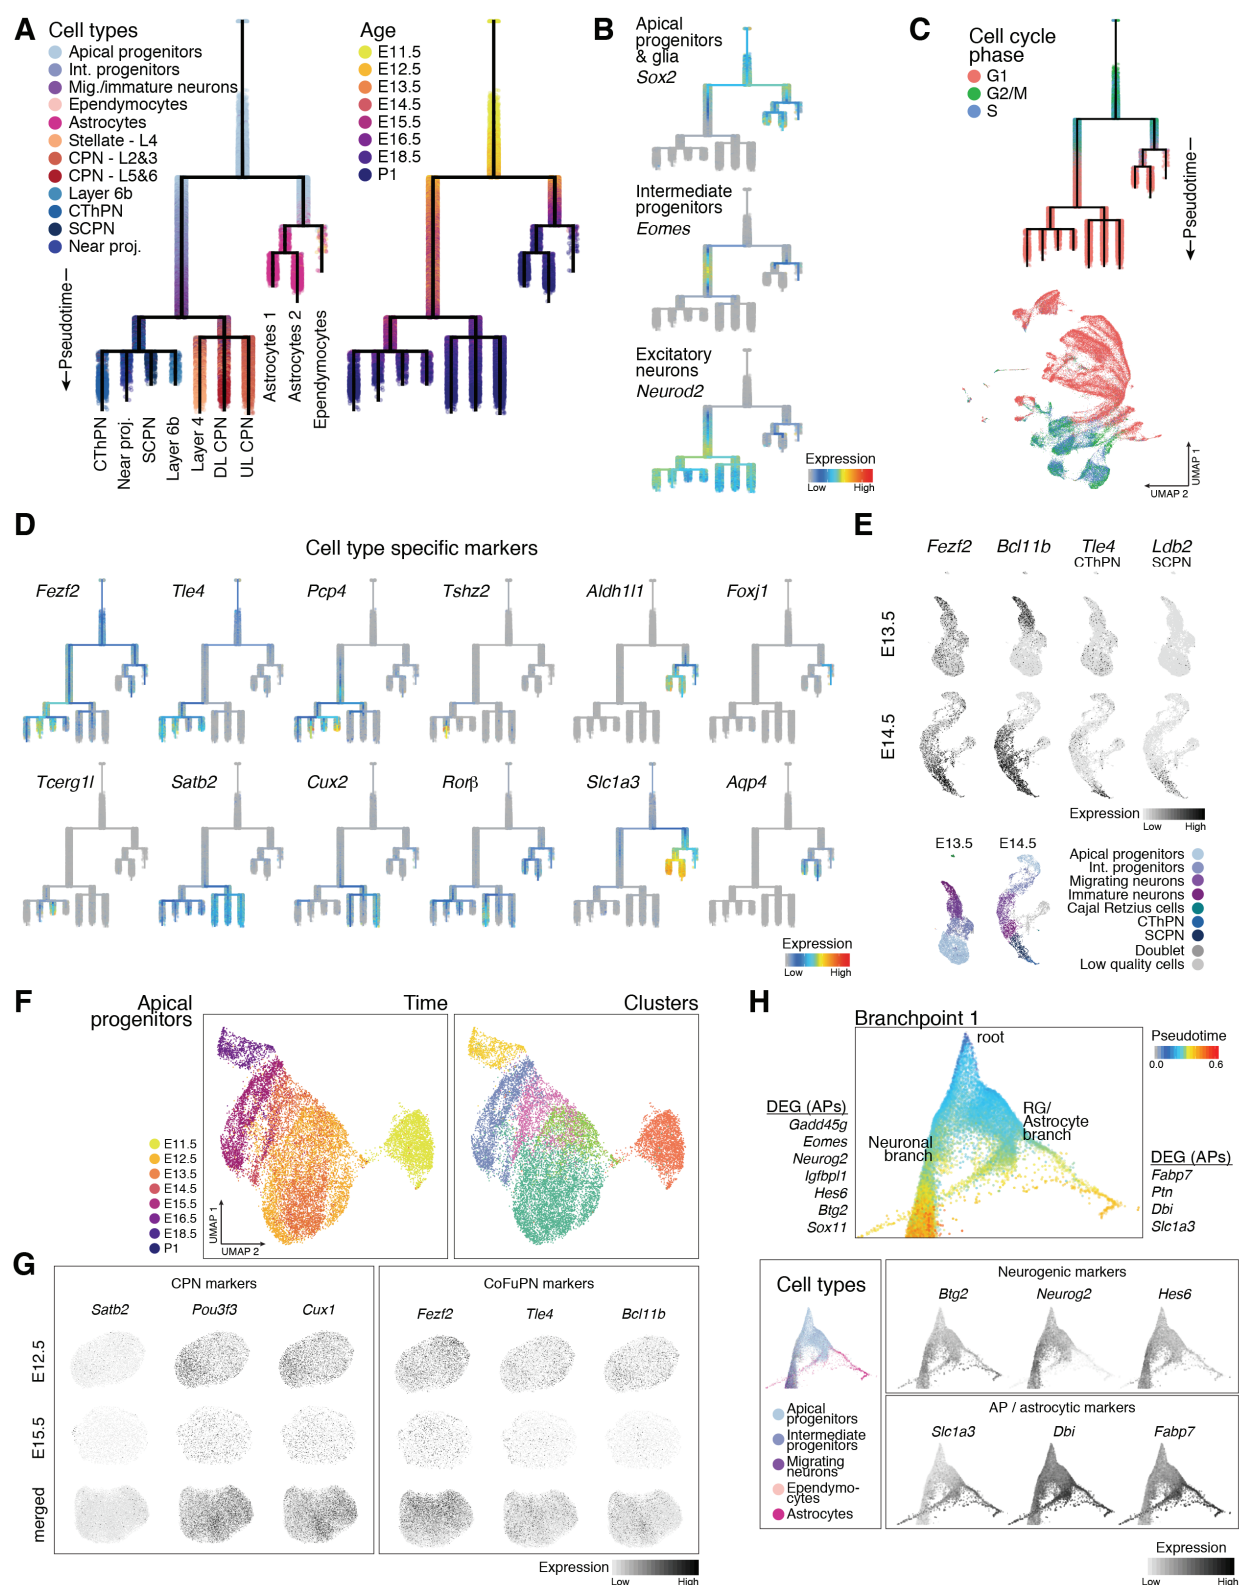 A
Cell types
Apical progenitors
Int. progenitors
Mig./immature neurons
Ependymocytes
Astrocytes
Stellate - L4
CPN - L2&3
CPN - L5&6
Layer 6b
CThPN
SCPN
Near proj.
Pseudotime
CThPN
Near proj.
SCPN
Layer 6b
Layer 4
DL CPN
UL CPN
Astrocytes 1
Astrocytes 2
Ependymocytes
Age
E11.5
E12.5
E13.5
E14.5
E15.5
E16.5
E18.5
P1
B
Apical
progenitors
& glia
Sox2
Intermediate
progenitors
Eomes
Excitatory
neurons
Neurod2
Expression
Low High
C
Cell cycle
phase
G1
G2/M
S
Pseudotime
UMAP 1
UMAP 2
D
Cell type specific markers
Fezf2 Tle4 Pcp4 Tshz2 Aldh1l1 Foxj1
Tcerg1l Satb2 Cux2 Rorβ Slc1a3 Aqp4
Expression
Low High
E
Fezf2 Bcl11b Tle4 Ldb2
CThPN SCPN
E13.5
E14.5
Expression
Low High
E13.5 E14.5
Apical progenitors
Int. progenitors
Migrating neurons
Immature neurons
Cajal Retzius cells
CThPN
SCPN
Doublet
Low quality cells
F
Apical
progenitors
Time
Clusters
E11.5
E12.5
E13.5
E14.5
E15.5
E16.5
E18.5
P1
UMAP 1
UMAP 2
G
CPN markers
Satb2 Pou3f3 Cux1
CoFuPN markers
Fezf2 Tle4 Bcl11b
E12.5
E15.5
merged
Expression
Low High
H
Branchpoint 1
root
Pseudotime
0.0 0.6
RG/
Astrocyte
branch
Neuronal
branch
DEG (APs)
Gadd45g
Eomes
Neurog2
Igfbpl1
Hes6
Btg2
Sox11
DEG (APs)
Fabp7
Ptn
Dbi
Slc1a3
Cell types
Apical
progenitors
Intermediate
progenitors
Migrating
neurons
Ependymo-
cytes
Astrocytes
Neurogenic markers
Btg2 Neurog2 Hes6
AP / astrocytic markers
Slc1a3 Dbi Fabp7
Expression
Low High